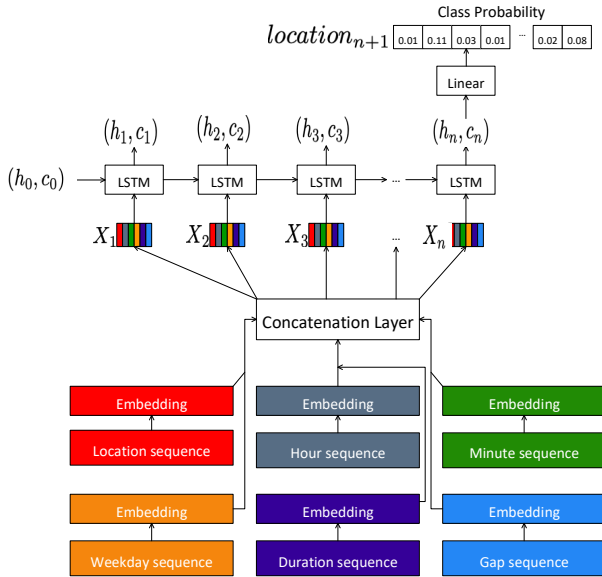 Class Probability
location_{n+1} 0.01 0.11 0.03 0.01 ... 0.02 0.08
Linear
(h_1, c_1) (h_2, c_2) (h_3, c_3) (h_n, c_n)
(h_0, c_0) LSTM LSTM LSTM ... LSTM
X_1 X_2 X_3 ... X_n
Concatenation Layer
Embedding Embedding Embedding
Location sequence Hour sequence Minute sequence
Embedding Embedding Embedding
Weekday sequence Duration sequence Gap sequence